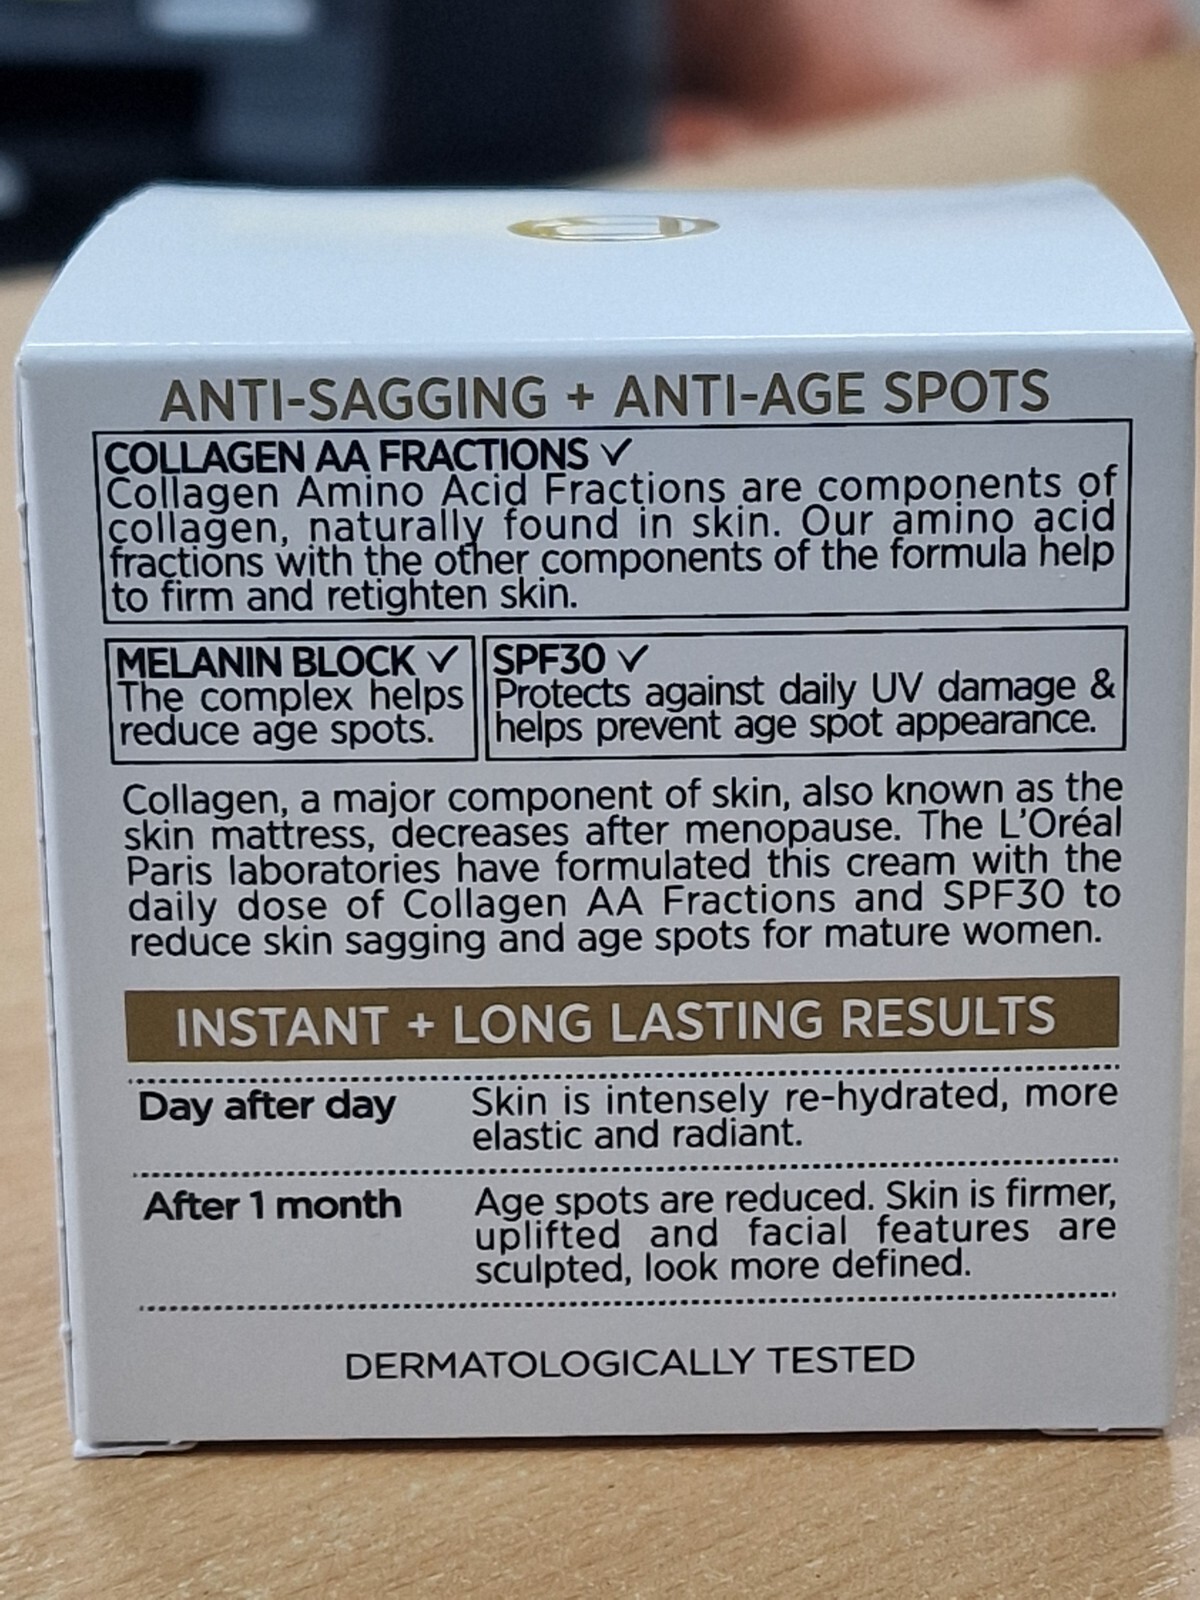 ANTI-SAGGING + ANTI-AGE SPOTS
COLLAGEN AA FRACTIONS ✓
Collagen Amino Acid Fractions are components of
collagen, naturally found in skin. Our amino acid
fractions with the other components of the formula help
to firm and retighten skin.
MELANIN BLOCK ✓
The complex helps
reduce age spots.
SPF30 ✓
Protects against daily UV damage &
helps prevent age spot appearance.
Collagen, a major component of skin, also known as the
skin mattress, decreases after menopause. The L'Oréal
Paris laboratories have formulated this cream with the
daily dose of Collagen AA Fractions and SPF30 to
reduce skin sagging and age spots for mature women.
INSTANT + LONG LASTING RESULTS
Day after day
Skin is intensely re-hydrated, more
elastic and radiant.
After 1 month
Age spots are reduced. Skin is firmer,
uplifted and facial features are
sculpted, look more defined.
DERMATOLOGICALLY TESTED